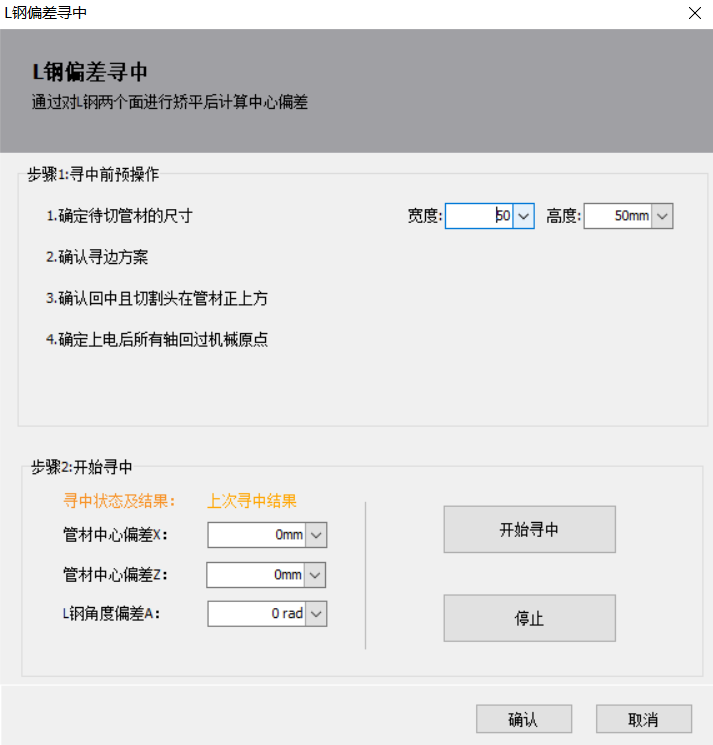 L钢偏差寻中
L钢偏差寻中
通过对L钢两个面进行矫平后计算中心偏差
步骤1:寻中前预操作
1.确定待切管材的尺寸 宽度: 50 高度: 50mm
2.确认寻边方案
3.确认回中且切割头在管材正上方
4.确定上电后所有轴回过机械原点
步骤2:开始寻中
寻中状态及结果: 上次寻中结果
管材中心偏差X: 0mm
开始寻中
管材中心偏差Z: 0mm
L钢角度偏差A: 0 rad
停止
确认 取消